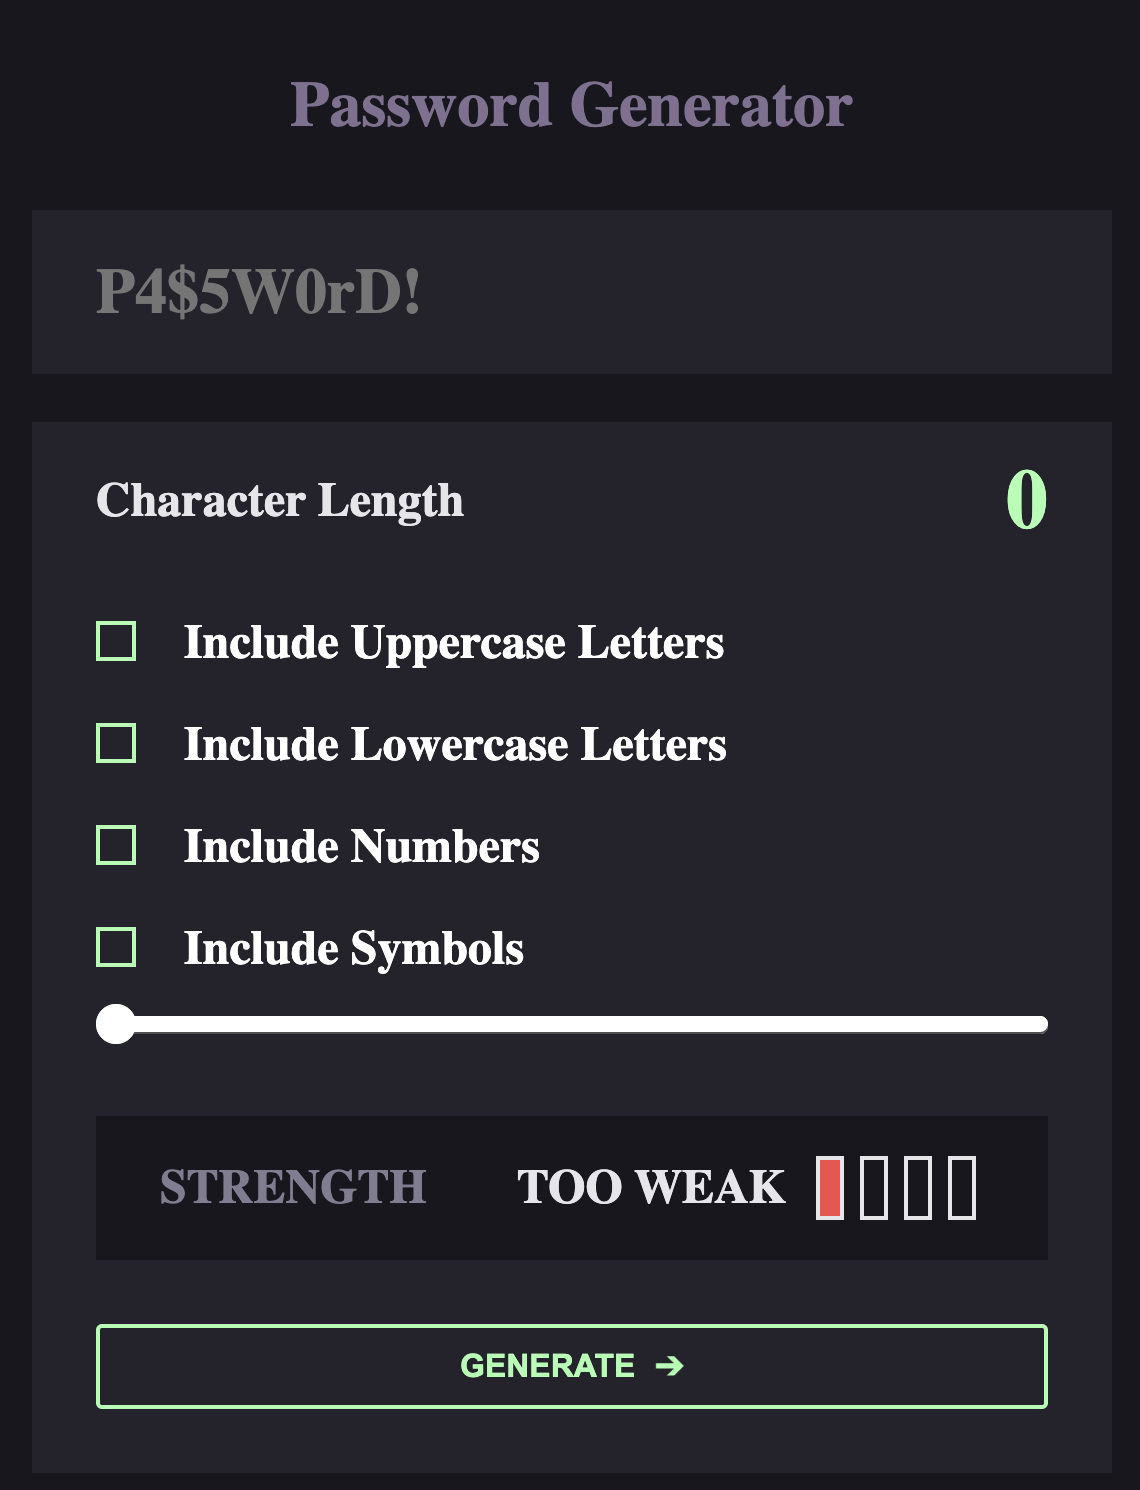 Password Generator
P4$5W0rD!
Character Length 0
Include Uppercase Letters
Include Lowercase Letters
Include Numbers
Include Symbols
STRENGTH TOO WEAK
GENERATE ➔